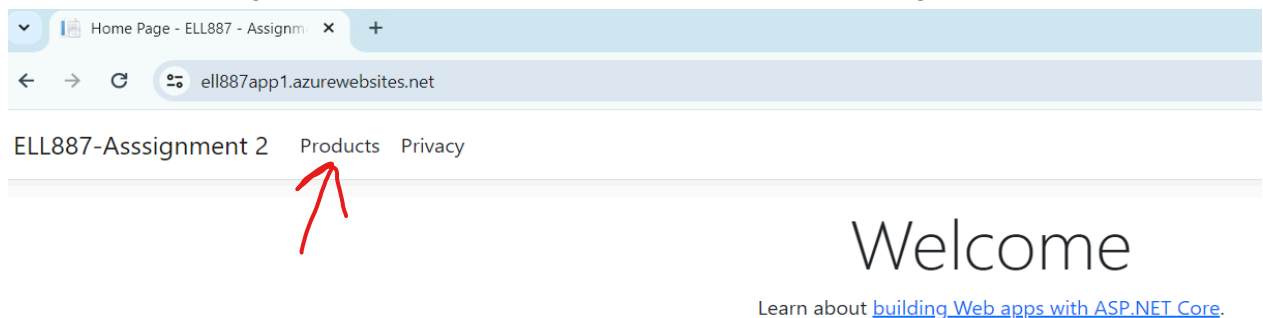 Home Page - ELL887 - Assignm
ell887app1.azurewebsites.net
ELL887-Asssignment 2 Products Privacy
Welcome
Learn about building Web apps with ASP.NET Core.